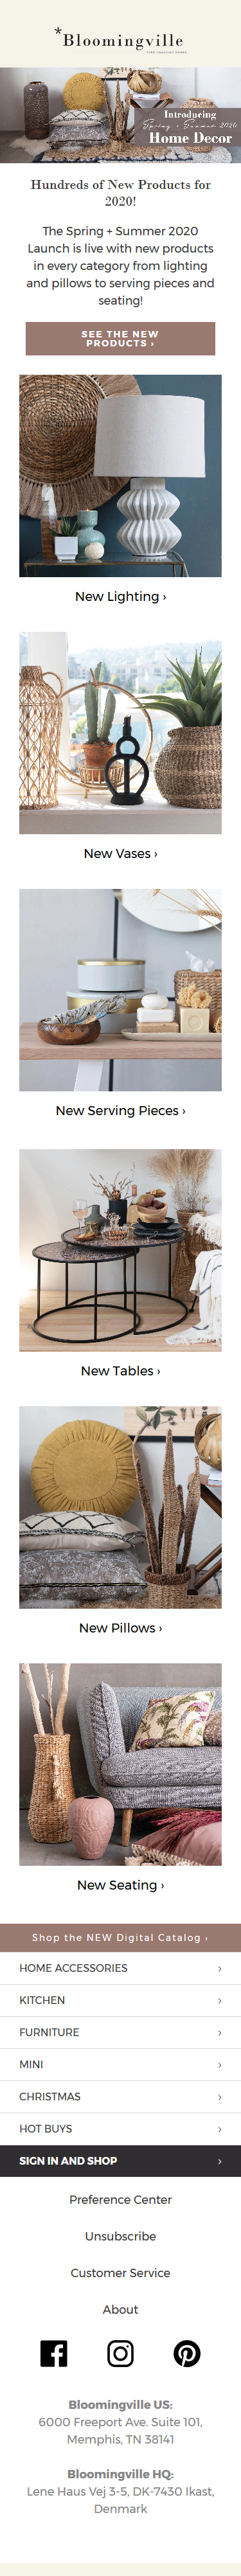 *Bloomingville
Introducing
Spring + Summer 2020
Home Decor
Hundreds of New Products for
2020!
The Spring + Summer 2020
Launch is live with new products
in every category from lighting
and pillows to serving pieces and
seating!
SEE THE NEW
PRODUCTS ›
New Lighting ›
New Vases ›
New Serving Pieces ›
New Tables ›
New Pillows ›
New Seating ›
Shop the NEW Digital Catalog ›
HOME ACCESSORIES ›
KITCHEN ›
FURNITURE ›
MINI ›
CHRISTMAS ›
HOT BUYS ›
SIGN IN AND SHOP ›
Preference Center
Unsubscribe
Customer Service
About
Bloomingville US:
6000 Freeport Ave. Suite 101,
Memphis, TN 38141
Bloomingville HQ:
Lene Haus Vej 3-5, DK-7430 Ikast,
Denmark